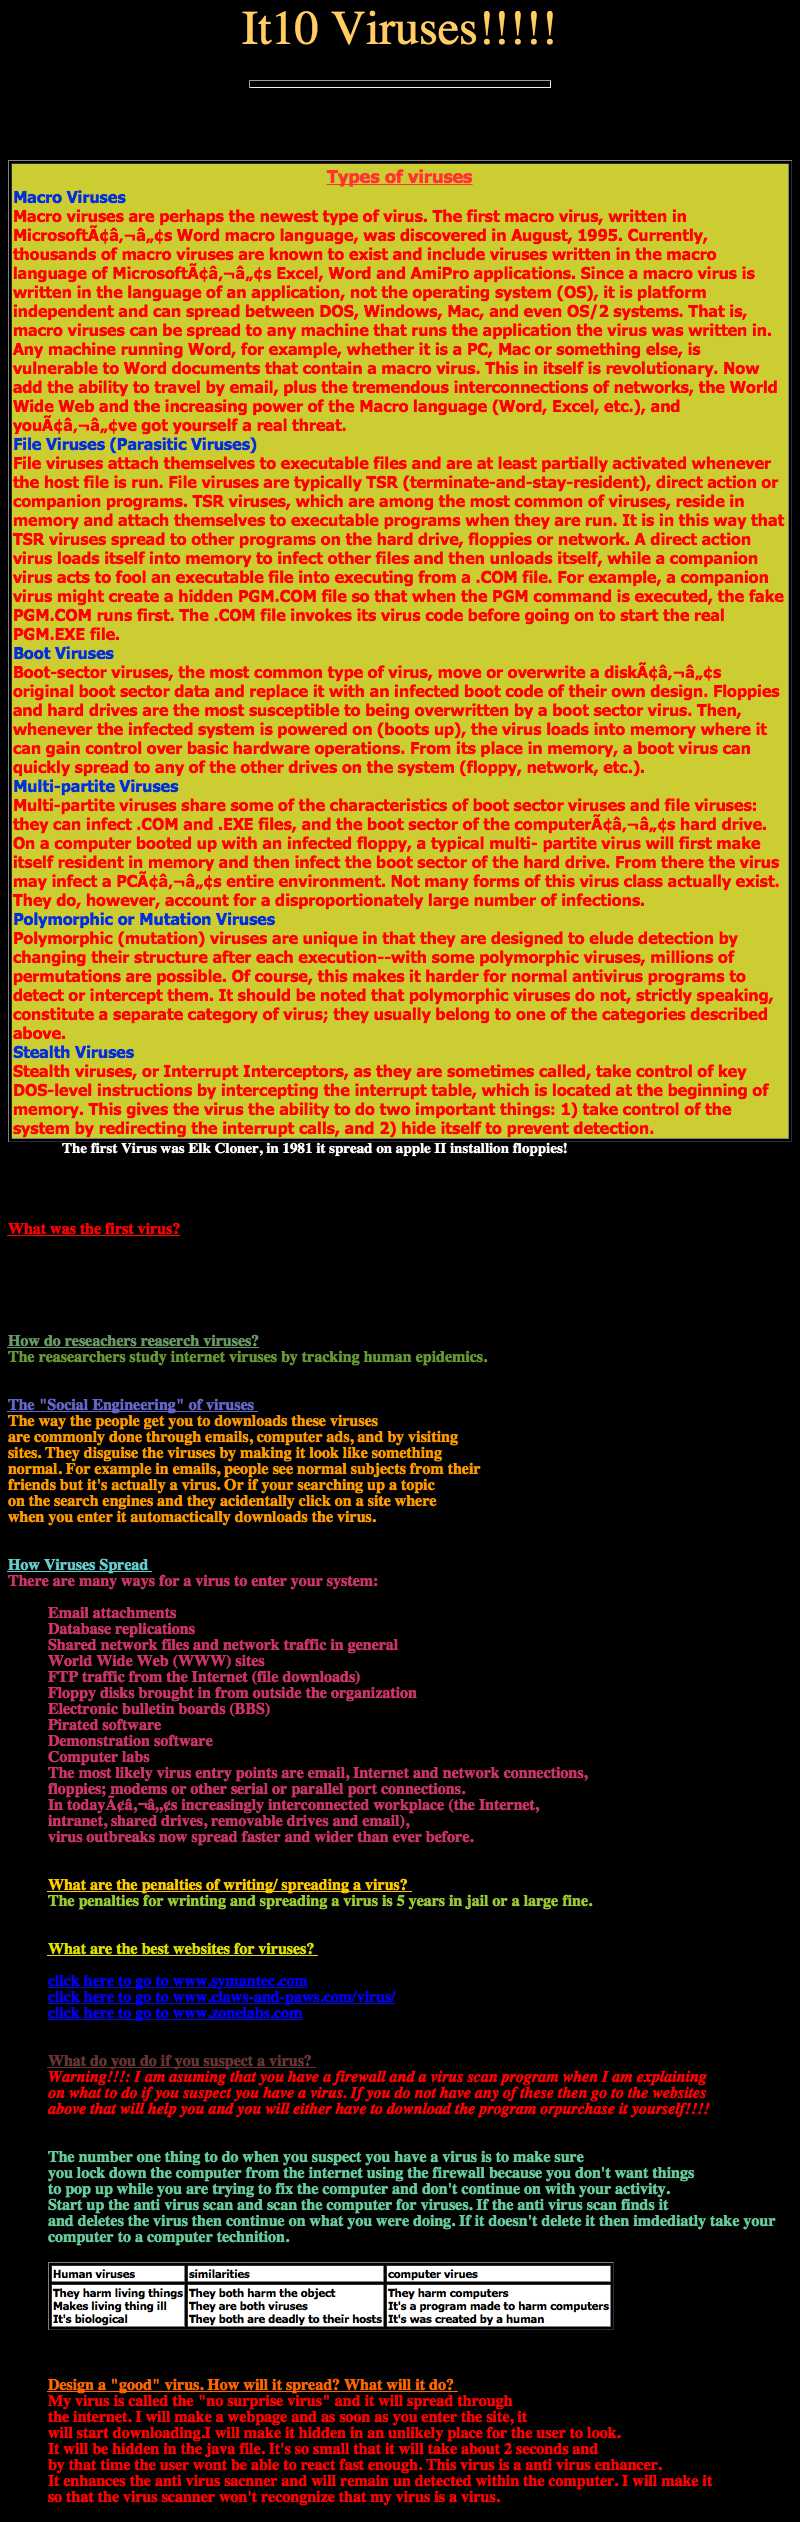 It10 Viruses!!!!!
Types of viruses
Macro Viruses
Macro viruses are perhaps the newest type of virus. The first macro virus, written in
MicrosoftÃ¢â‚¬â„¢s Word macro language, was discovered in August, 1995. Currently,
thousands of macro viruses are known to exist and include viruses written in the macro
language of MicrosoftÃ¢â‚¬â„¢s Excel, Word and AmiPro applications. Since a macro virus is
written in the language of an application, not the operating system (OS), it is platform
independent and can spread between DOS, Windows, Mac, and even OS/2 systems. That is,
macro viruses can be spread to any machine that runs the application the virus was written in.
Any machine running Word, for example, whether it is a PC, Mac or something else, is
vulnerable to Word documents that contain a macro virus. This in itself is revolutionary. Now
add the ability to travel by email, plus the tremendous interconnections of networks, the World
Wide Web and the increasing power of the Macro language (Word, Excel, etc.), and
youÃ¢â‚¬â„¢ve got yourself a real threat.
File Viruses (Parasitic Viruses)
File viruses attach themselves to executable files and are at least partially activated whenever
the host file is run. File viruses are typically TSR (terminate-and-stay-resident), direct action or
companion programs. TSR viruses, which are among the most common of viruses, reside in
memory and attach themselves to executable programs when they are run. It is in this way that
TSR viruses spread to other programs on the hard drive, floppies or network. A direct action
virus loads itself into memory to infect other files and then unloads itself, while a companion
virus acts to fool an executable file into executing from a .COM file. For example, a companion
virus might create a hidden PGM.COM file so that when the PGM command is executed, the fake
PGM.COM runs first. The .COM file invokes its virus code before going on to start the real
PGM.EXE file.
Boot Viruses
Boot-sector viruses, the most common type of virus, move or overwrite a diskÃ¢â‚¬â„¢s
original boot sector data and replace it with an infected boot code of their own design. Floppies
and hard drives are the most susceptible to being overwritten by a boot sector virus. Then,
whenever the infected system is powered on (boots up), the virus loads into memory where it
can gain control over basic hardware operations. From its place in memory, a boot virus can
quickly spread to any of the other drives on the system (floppy, network, etc.).
Multi-partite Viruses
Multi-partite viruses share some of the characteristics of boot sector viruses and file viruses:
they can infect .COM and .EXE files, and the boot sector of the computerÃ¢â‚¬â„¢s hard drive.
On a computer booted up with an infected floppy, a typical multi- partite virus will first make
itself resident in memory and then infect the boot sector of the hard drive. From there the virus
may infect a PCÃ¢â‚¬â„¢s entire environment. Not many forms of this virus class actually exist.
They do, however, account for a disproportionately large number of infections.
Polymorphic or Mutation Viruses
Polymorphic (mutation) viruses are unique in that they are designed to elude detection by
changing their structure after each execution--with some polymorphic viruses, millions of
permutations are possible. Of course, this makes it harder for normal antivirus programs to
detect or intercept them. It should be noted that polymorphic viruses do not, strictly speaking,
constitute a separate category of virus; they usually belong to one of the categories described
above.
Stealth Viruses
Stealth viruses, or Interrupt Interceptors, as they are sometimes called, take control of key
DOS-level instructions by intercepting the interrupt table, which is located at the beginning of
memory. This gives the virus the ability to do two important things: 1) take control of the
system by redirecting the interrupt calls, and 2) hide itself to prevent detection.
The first Virus was Elk Cloner, in 1981 it spread on apple II installion floppies!
What was the first virus?
How do reseachers reaserch viruses?
The reasearchers study internet viruses by tracking human epidemics.
The "Social Engineering" of viruses
The way the people get you to downloads these viruses
are commonly done through emails, computer ads, and by visiting
sites. They disguise the viruses by making it look like something
normal. For example in emails, people see normal subjects from their
friends but it's actually a virus. Or if your searching up a topic
on the search engines and they acidentally click on a site where
when you enter it automactically downloads the virus.
How Viruses Spread
There are many ways for a virus to enter your system:
Email attachments
Database replications
Shared network files and network traffic in general
World Wide Web (WWW) sites
FTP traffic from the Internet (file downloads)
Floppy disks brought in from outside the organization
Electronic bulletin boards (BBS)
Pirated software
Demonstration software
Computer labs
The most likely virus entry points are email, Internet and network connections,
floppies; modems or other serial or parallel port connections.
In todayÃ¢â‚¬â„¢s increasingly interconnected workplace (the Internet,
intranet, shared drives, removable drives and email),
virus outbreaks now spread faster and wider than ever before.
What are the penalties of writing/ spreading a virus?
The penalties for wrinting and spreading a virus is 5 years in jail or a large fine.
What are the best websites for viruses?
click here to go to www.symantec.com
click here to go to www.claws-and-paws.com/virus/
click here to go to www.zonelabs.com
What do you do if you suspect a virus?
Warning!!!: I am asuming that you have a firewall and a virus scan program when I am explaining
on what to do if you suspect you have a virus. If you do not have any of these then go to the websites
above that will help you and you will either have to download the program orpurchase it yourself!!!!
The number one thing to do when you suspect you have a virus is to make sure
you lock down the computer from the internet using the firewall because you don't want things
to pop up while you are trying to fix the computer and don't continue on with your activity.
Start up the anti virus scan and scan the computer for viruses. If the anti virus scan finds it
and deletes the virus then continue on what you were doing. If it doesn't delete it then imdediatly take your
computer to a computer technition.
Human viruses similarities computer virues
They harm living things They both harm the object They harm computers
Makes living thing ill They are both viruses It's a program made to harm computers
It's biological They both are deadly to their hosts It's was created by a human
Design a "good" virus. How will it spread? What will it do?
My virus is called the "no surprise virus" and it will spread through
the internet. I will make a webpage and as soon as you enter the site, it
will start downloading.I will make it hidden in an unlikely place for the user to look.
It will be hidden in the java file. It's so small that it will take about 2 seconds and
by that time the user wont be able to react fast enough. This virus is a anti virus enhancer.
It enhances the anti virus sacnner and will remain un detected within the computer. I will make it
so that the virus scanner won't recongnize that my virus is a virus.